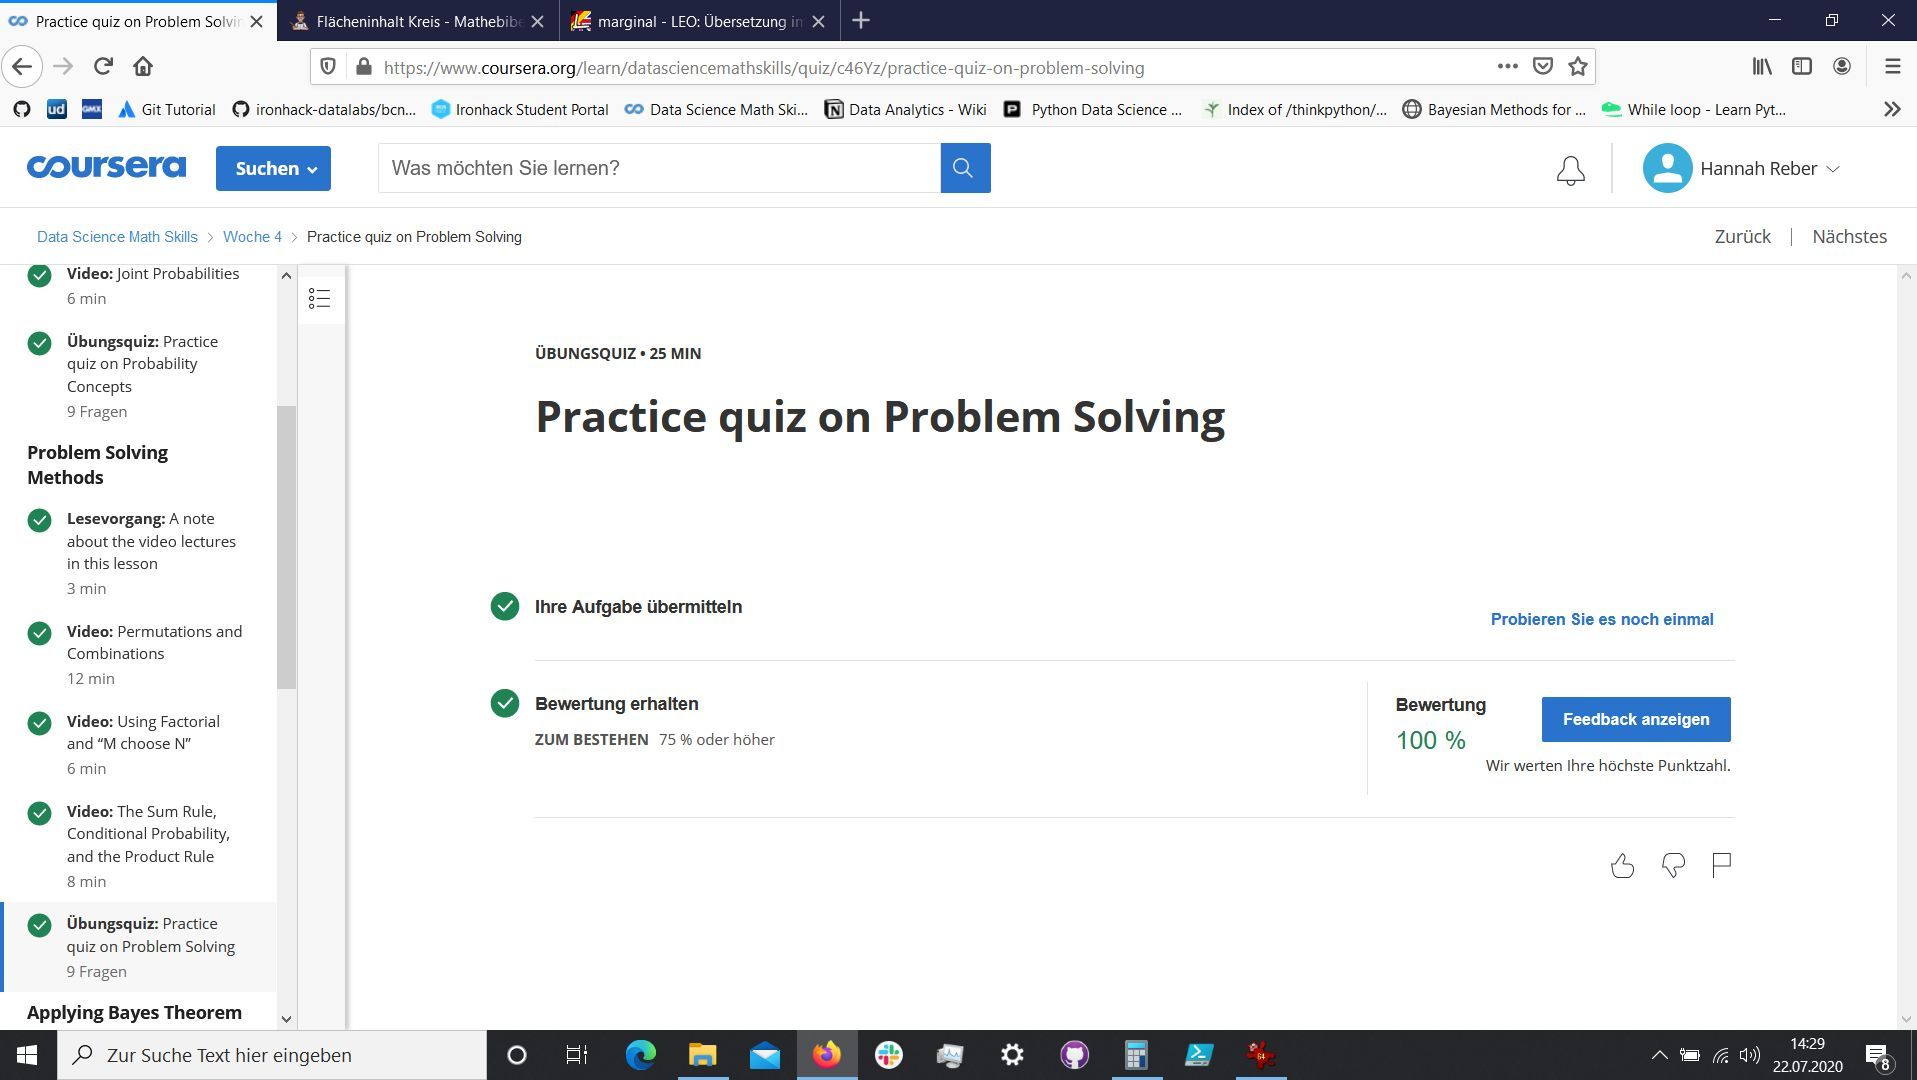 Practice quiz on Problem Solvin
Flächeninhalt Kreis - Mathebibe
marginal - LEO: Übersetzung im
https://www.coursera.org/learn/datasciencemathskills/quiz/c46Yz/practice-quiz-on-problem-solving
ud
GMX
Git Tutorial
ironhack-datalabs/bcn...
Ironhack Student Portal
Data Science Math Ski...
Data Analytics - Wiki
Python Data Science ...
Index of /thinkpython/...
Bayesian Methods for ...
While loop - Learn Pyt...
coursera
Suchen
Was möchten Sie lernen?
Hannah Reber
Data Science Math Skills
Woche 4
Practice quiz on Problem Solving
Zurück
Nächstes
Video: Joint Probabilities
6 min
Übungsquiz: Practice
quiz on Probability
Concepts
9 Fragen
Problem Solving
Methods
Lesevorgang: A note
about the video lectures
in this lesson
3 min
Video: Permutations and
Combinations
12 min
Video: Using Factorial
and “M choose N”
6 min
Video: The Sum Rule,
Conditional Probability,
and the Product Rule
8 min
Übungsquiz: Practice
quiz on Problem Solving
9 Fragen
Applying Bayes Theorem
ÜBUNGSQUIZ • 25 MIN
Practice quiz on Problem Solving
Ihre Aufgabe übermitteln
Probieren Sie es noch einmal
Bewertung erhalten
ZUM BESTEHEN 75 % oder höher
Bewertung
100 %
Feedback anzeigen
Wir werten Ihre höchste Punktzahl.
Zur Suche Text hier eingeben
64
14:29
22.07.2020
8